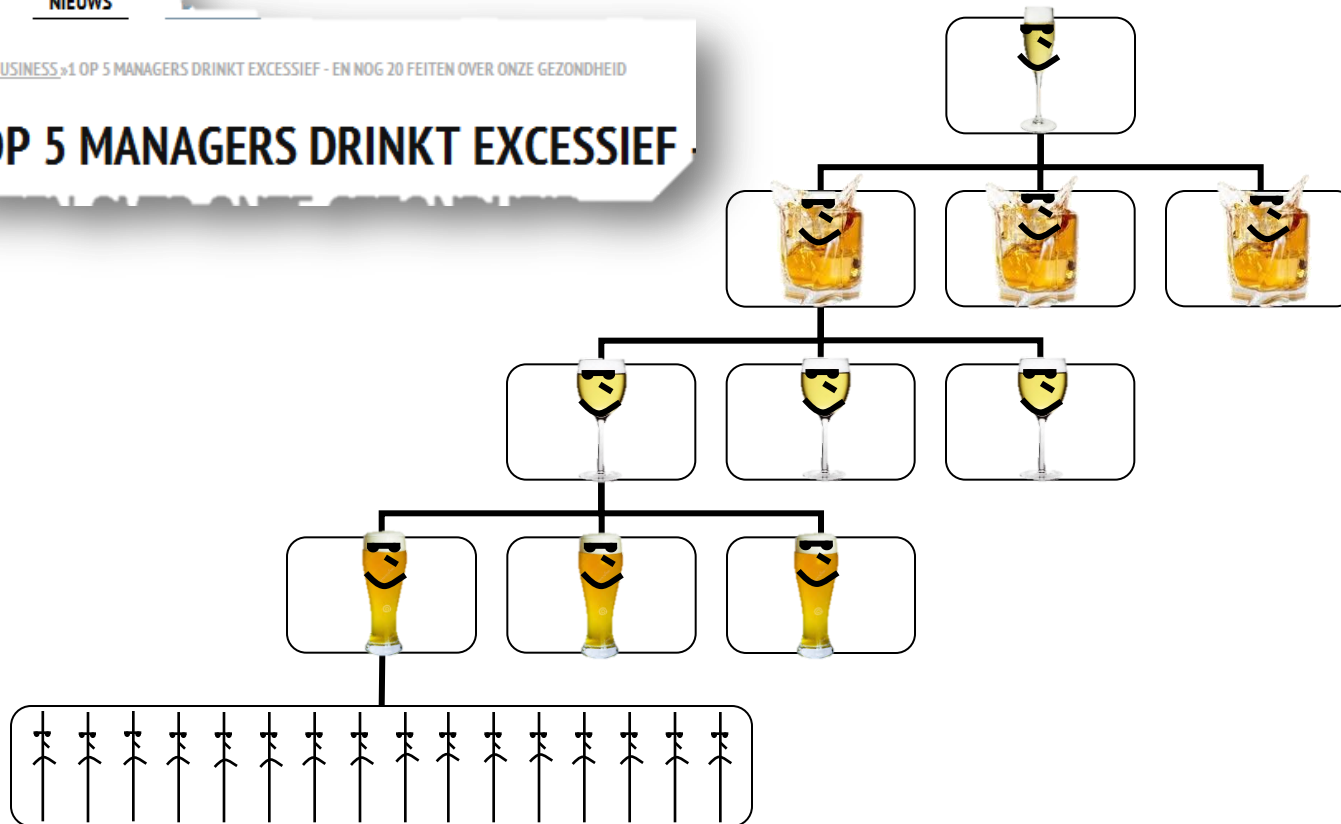 NIEUWS
USINESS »1 OP 5 MANAGERS DRINKT EXCESSIEF - EN NOG 20 FEITEN OVER ONZE GEZONDHEID
OP 5 MANAGERS DRINKT EXCESSIEF -